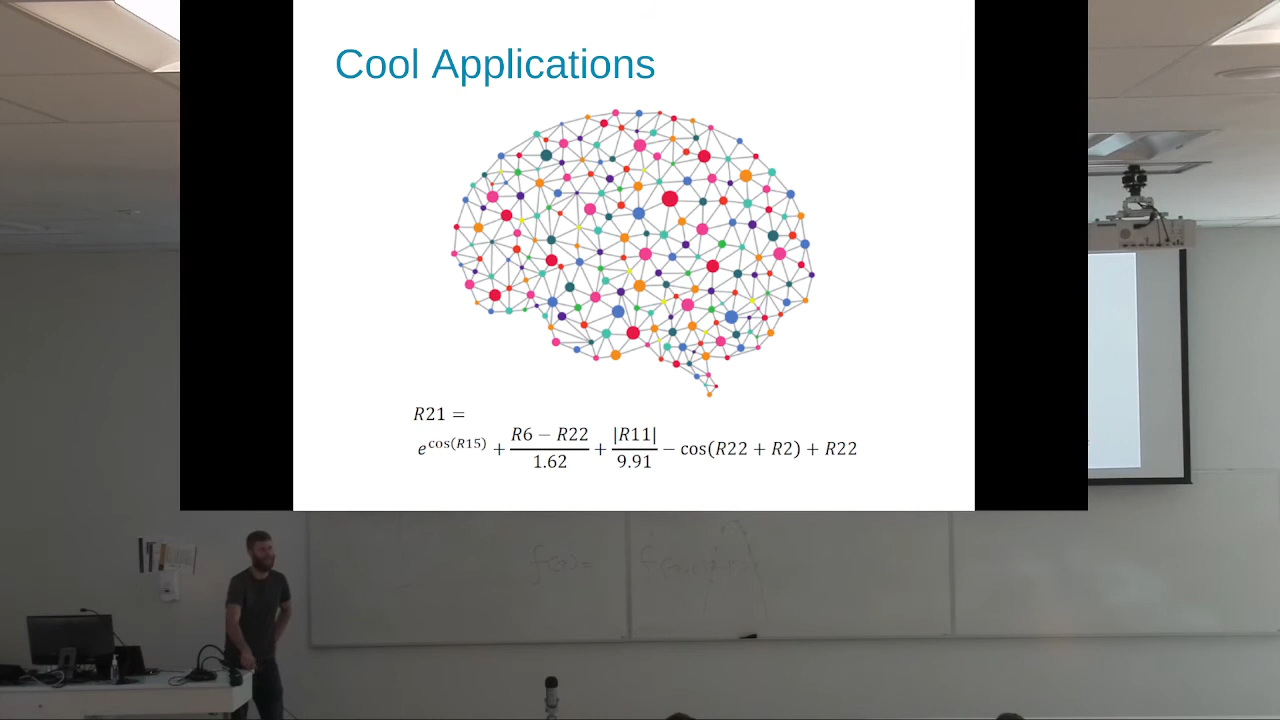 Cool Applications
R21 =
e^cos(R15) + (R6 − R22)/1.62 + |R11|/9.91 − cos(R22 + R2) + R22
f(x) =